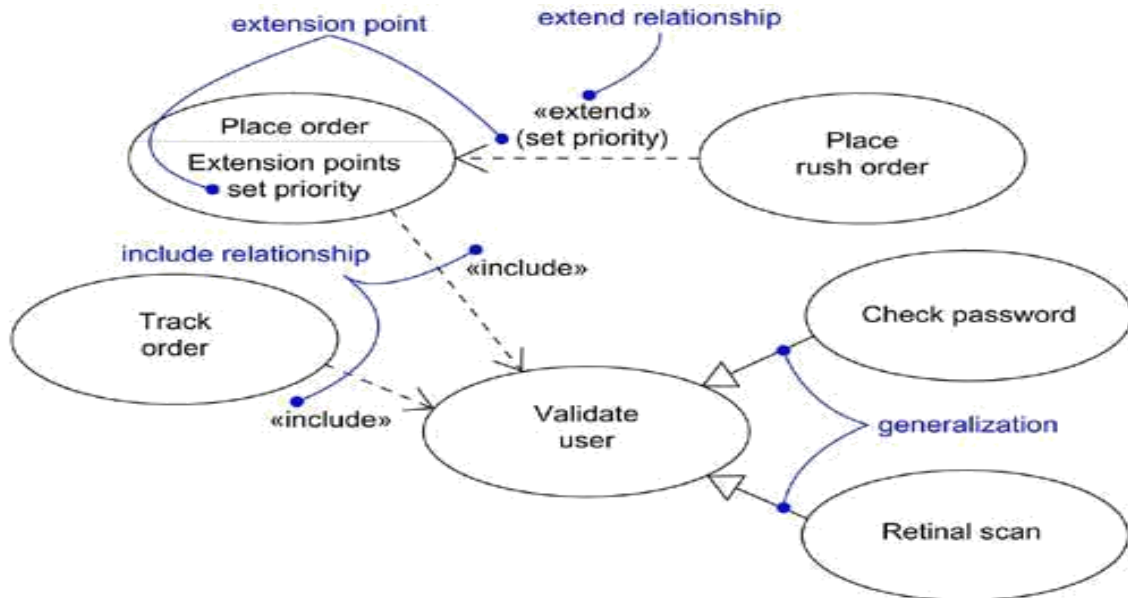 extension point
extend relationship
«extend»
(set priority)
Place order
Extension points
set priority
Place
rush order
include relationship
«include»
Track
order
Check password
«include»
Validate
user
generalization
Retinal scan